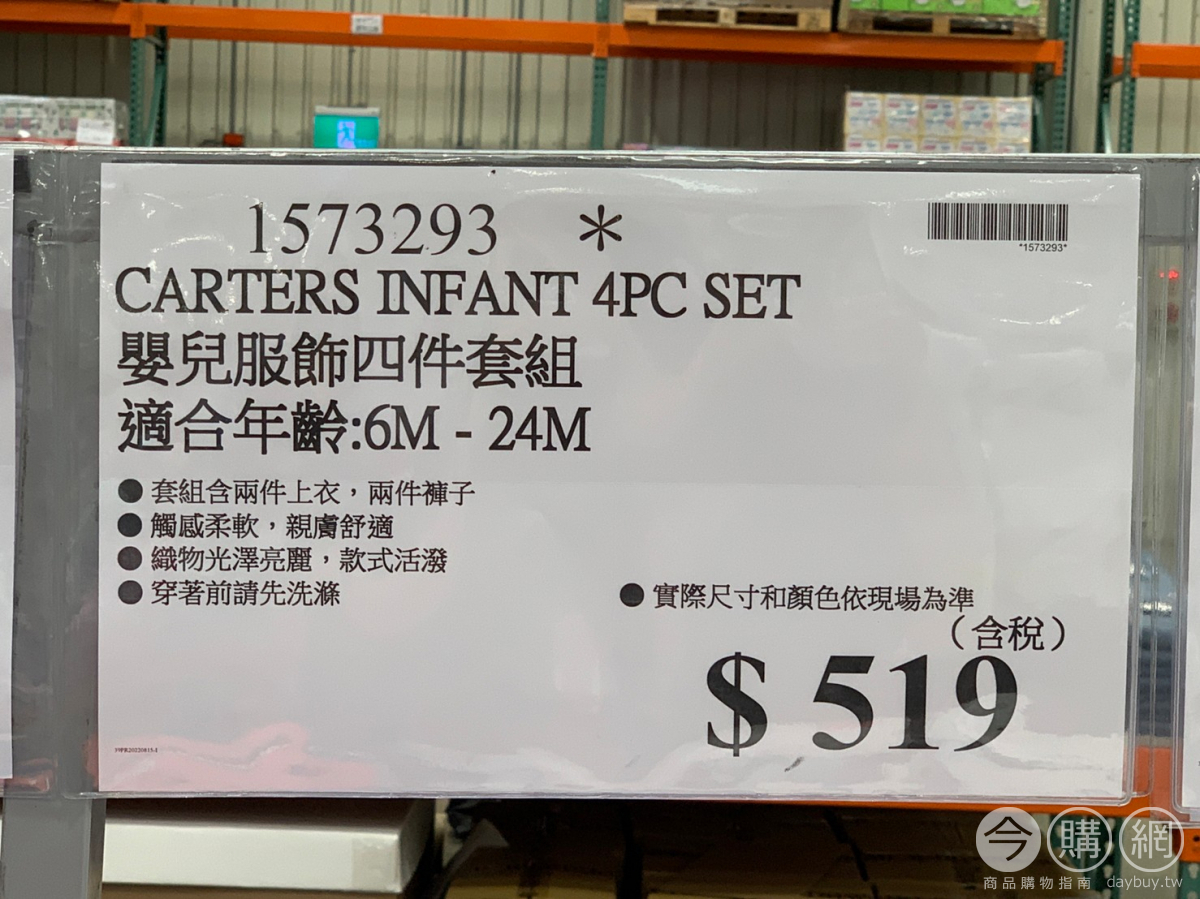 1573293 *
*1573293*
CARTERS INFANT 4PC SET
嬰兒服飾四件套組
適合年齡:6M - 24M
● 套組含兩件上衣，兩件褲子
● 觸感柔軟，親膚舒適
● 織物光澤亮麗，款式活潑
● 穿著前請先洗滌
● 實際尺寸和顏色依現場為準
（含稅）
$ 519
今購網
商品購物指南 daybuy.tw